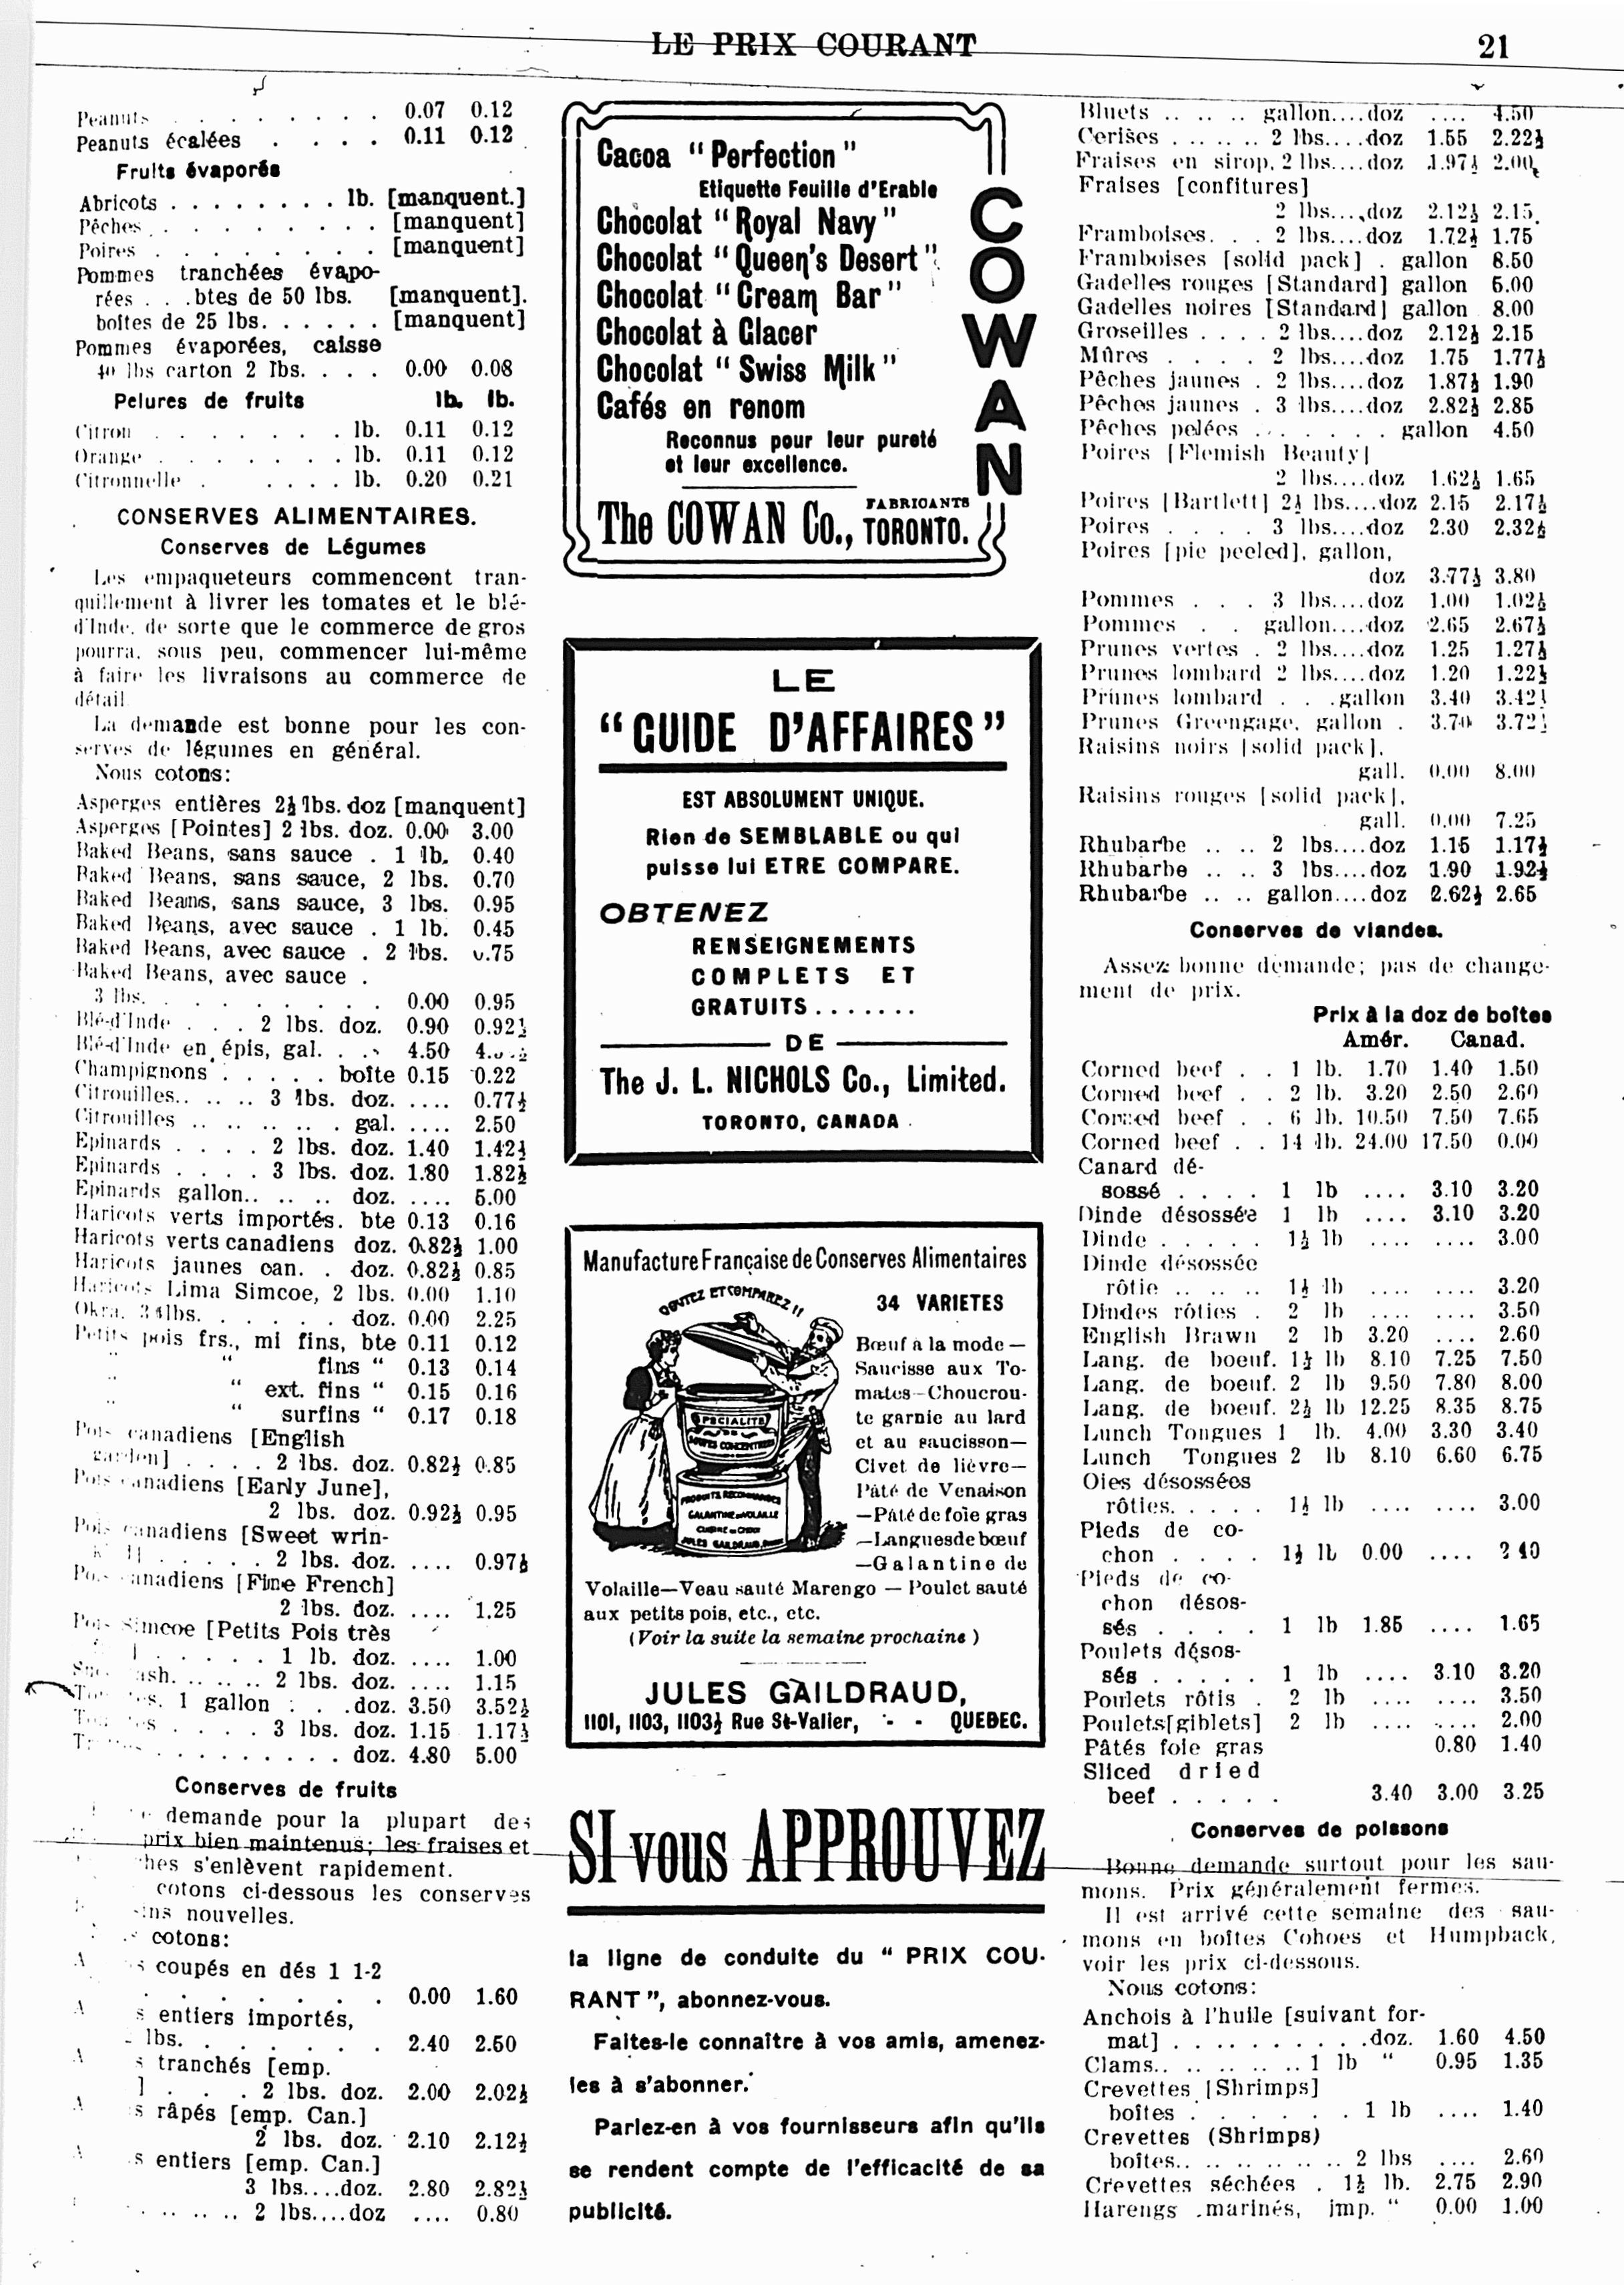 LE PRIX COURANT
21
Peanuts . . . . . . . . 0.07 0.12
Peanuts écalées . . . . 0.11 0.12
Fruits évaporés
Abricots . . . . . . . . lb. [manquent.]
Pêches . . . . . . . . . [manquent]
Poires . . . . . . . . . [manquent]
Pommes tranchées évapo-
rées . . .btes de 50 lbs. [manquent].
boîtes de 25 lbs. . . . . . [manquent]
Pommes évaporées, caisse
40 lbs carton 2 lbs. . . . 0.00 0.08
Pelures de fruits lb. lb.
Citron . . . . . . . . lb. 0.11 0.12
Orange . . . . . . . . lb. 0.11 0.12
Citronnelle . . . . . lb. 0.20 0.21
CONSERVES ALIMENTAIRES.
Conserves de Légumes
Les empaqueteurs commencent tran-
quillement à livrer les tomates et le blé-
d'Inde, de sorte que le commerce de gros
pourra, sous peu, commencer lui-même
à faire les livraisons au commerce de
détail
La demande est bonne pour les con-
serves de légumes en général.
Nous cotons:
Asperges entières 2½ lbs. doz [manquent]
Asperges [Pointes] 2 lbs. doz. 0.00 3.00
Baked Beans, sans sauce . 1 lb. 0.40
Baked Beans, sans sauce, 2 lbs. 0.70
Baked Beans, sans sauce, 3 lbs. 0.95
Baked Beans, avec sauce . 1 lb. 0.45
Baked Beans, avec sauce . 2 lbs. 0.75
Baked Beans, avec sauce .
3 lbs. . . . . . . . . . 0.00 0.95
Blé-d'Inde . . . 2 lbs. doz. 0.90 0.92½
Blé-d'Inde en épis, gal. . . 4.50
Champignons . . . . . boîte 0.15 0.22
Citrouilles.. .. .. 3 lbs. doz. .... 0.77½
Citrouilles .. .. .. .. . gal. .... 2.50
Epinards . . . . 2 lbs. doz. 1.40 1.42½
Epinards . . . . 3 lbs. doz. 1.80 1.82½
Epinards gallon.. .. .. doz. .... 5.00
Haricots verts importés. bte 0.13 0.16
Haricots verts canadiens doz. 0.82½ 1.00
Haricots jaunes can. . doz. 0.82½ 0.85
Haricots Lima Simcoe, 2 lbs. 0.00 1.10
Okra, 3 lbs. . . . . . doz. 0.00 2.25
Petits pois frs., mi fins, bte 0.11 0.12
" " fins " 0.13 0.14
" " ext. fins " 0.15 0.16
" " surfins " 0.17 0.18
Pois canadiens [English
garden] . . . . 2 lbs. doz. 0.82½ 0.85
Pois canadiens [Early June],
2 lbs. doz. 0.92½ 0.95
Pois canadiens [Sweet wrin-
. . . . . 2 lbs. doz. .... 0.97½
Pois canadiens [Fine French]
2 lbs. doz. .... 1.25
Pois Simcoe [Petits Pois très
. . . . . 1 lb. doz. .... 1.00
.. .. .. 2 lbs. doz. .... 1.15
1 gallon : . .doz. 3.50 3.52½
. . . . 3 lbs. doz. 1.15 1.17½
. . . . . . . . . doz. 4.80 5.00
Conserves de fruits
demande pour la plupart des
prix bien maintenus; les fraises et
s'enlèvent rapidement.
cotons ci-dessous les conserves
nouvelles.
cotons:
coupés en dés 1 1-2
. . . . . . . . 0.00 1.60
entiers importés,
lbs. . . . . . . . 2.40 2.50
tranchés [emp.
] . . . 2 lbs. doz. 2.00 2.02½
râpés [emp. Can.]
2 lbs. doz. 2.10 2.12½
entiers [emp. Can.]
3 lbs....doz. 2.80 2.82½
.. .. .. 2 lbs....doz .... 0.80
Cacoa "Perfection"
Etiquette Feuille d'Erable
Chocolat "Royal Navy"
Chocolat "Queen's Desert"
Chocolat "Cream Bar"
Chocolat à Glacer
Chocolat "Swiss Milk"
Cafés en renom
Reconnus pour leur pureté
et leur excellence.
COWAN
The COWAN Co., FABRICANTS TORONTO.
LE
"GUIDE D'AFFAIRES"
EST ABSOLUMENT UNIQUE.
Rien de SEMBLABLE ou qui
puisse lui ETRE COMPARE.
OBTENEZ
RENSEIGNEMENTS
COMPLETS ET
GRATUITS.......
DE
The J. L. NICHOLS Co., Limited.
TORONTO, CANADA
Manufacture Française de Conserves Alimentaires
GOUTEZ ET COMPAREZ !!
34 VARIETES
SPECIALITE
DE
SOUPES CONCENTREES
PRODUITS RECOMMANDES
GALANTINE DE VOLAILLE
CUISINE AU CHOIX
JULES GAILDRAUD
Bœuf à la mode —
Saucisse aux To-
mates—Choucrou-
te garnie au lard
et au saucisson—
Civet de lièvre—
Pâté de Venaison
—Pâté de foie gras
—Langues de bœuf
—Galantine de
Volaille—Veau sauté Marengo — Poulet sauté
aux petits pois, etc., etc.
(Voir la suite la semaine prochaine)
JULES GAILDRAUD,
1101, 1103, 1103½ Rue St-Valier, - - QUEBEC.
SI vous APPROUVEZ
la ligne de conduite du " PRIX COU-
RANT ", abonnez-vous.
Faites-le connaître à vos amis, amenez-
les à s'abonner.
Parlez-en à vos fournisseurs afin qu'ils
se rendent compte de l'efficacité de sa
publicité.
Bluets .. .. .. gallon....doz .... 4.50
Cerises . .. .. .. 2 lbs....doz 1.55 2.22½
Fraises en sirop, 2 lbs....doz 1.97½ 2.00
Fraises [confitures]
2 lbs....doz 2.12½ 2.15
Framboises. . . 2 lbs....doz 1.72½ 1.75
Framboises [solid pack] . gallon 8.50
Gadelles rouges [Standard] gallon 5.00
Gadelles noires [Standard] gallon 8.00
Groseilles . . . . 2 lbs....doz 2.12½ 2.15
Mûres . . . . 2 lbs....doz 1.75 1.77½
Pêches jaunes . 2 lbs....doz 1.87½ 1.90
Pêches jaunes . 3 lbs....doz 2.82½ 2.85
Pêches pelées . . . . . . . gallon 4.50
Poires [Flemish Beauty]
2 lbs....doz 1.62½ 1.65
Poires [Bartlett] 2½ lbs....doz 2.15 2.17½
Poires . . . . 3 lbs....doz 2.30 2.32½
Poires [pie peeled], gallon,
doz 3.77½ 3.80
Pommes . . . 3 lbs....doz 1.00 1.02½
Pommes . . gallon....doz 2.65 2.67½
Prunes vertes . 2 lbs....doz 1.25 1.27½
Prunes lombard 2 lbs....doz 1.20 1.22½
Prunes lombard . . .gallon 3.40 3.42½
Prunes Greengage, gallon . 3.70 3.72½
Raisins noirs [solid pack],
gall. 0.00 8.00
Raisins rouges [solid pack],
gall. 0.00 7.25
Rhubarbe .. .. 2 lbs....doz 1.15 1.17½
Rhubarbe .. .. 3 lbs....doz 1.90 1.92½
Rhubarbe .. .. gallon....doz 2.62½ 2.65
Conserves de viandes.
Assez bonne demande; pas de change-
ment de prix.
Prix à la doz de boîtes
Amér. Canad.
Corned beef . . 1 lb. 1.70 1.40 1.50
Corned beef . . 2 lb. 3.20 2.50 2.60
Corned beef . . 6 lb. 10.50 7.50 7.65
Corned beef . . 14 lb. 24.00 17.50 0.00
Canard dé-
sossé . . . . 1 lb .... 3.10 3.20
Dinde désossée 1 lb .... 3.10 3.20
Dinde . . . . . 1½ lb .... .... 3.00
Dinde désossée
rôtie .. .. .. 1½ lb .... .... 3.20
Dindes rôties . 2 lb .... .... 3.50
English Brawn 2 lb 3.20 .... 2.60
Lang. de boeuf. 1½ lb 8.10 7.25 7.50
Lang. de boeuf. 2 lb 9.50 7.80 8.00
Lang. de boeuf. 2½ lb 12.25 8.35 8.75
Lunch Tongues 1 lb. 4.00 3.30 3.40
Lunch Tongues 2 lb 8.10 6.60 6.75
Oies désossées
rôties. . . . . 1½ lb .... .... 3.00
Pieds de co-
chon . . . . 1½ lb 0.00 .... 2.40
Pieds de co-
chon désos-
sés . . . . 1 lb 1.85 .... 1.65
Poulets désos-
sés . . . . . 1 lb .... 3.10 3.20
Poulets rôtis . 2 lb .... .... 3.50
Poulets[giblets] 2 lb .... .... 2.00
Pâtés foie gras 0.80 1.40
Sliced dried
beef . . . . . 3.40 3.00 3.25
Conserves de poissons
Bonne demande surtout pour les sau-
mons. Prix généralement fermes.
Il est arrivé cette semaine des sau-
mons en boîtes Cohoes et Humpback,
voir les prix ci-dessous.
Nous cotons:
Anchois à l'huile [suivant for-
mat] . . . . . . . . . .doz. 1.60 4.50
Clams.. .. .. .. .. 1 lb " 0.95 1.35
Crevettes [Shrimps]
boîtes . . . . . . . 1 lb .... 1.40
Crevettes (Shrimps)
boîtes.. .. .. .. .. .. 2 lbs .... 2.60
Crevettes séchées . 1½ lb. 2.75 2.90
Harengs marinés, imp. " 0.00 1.00